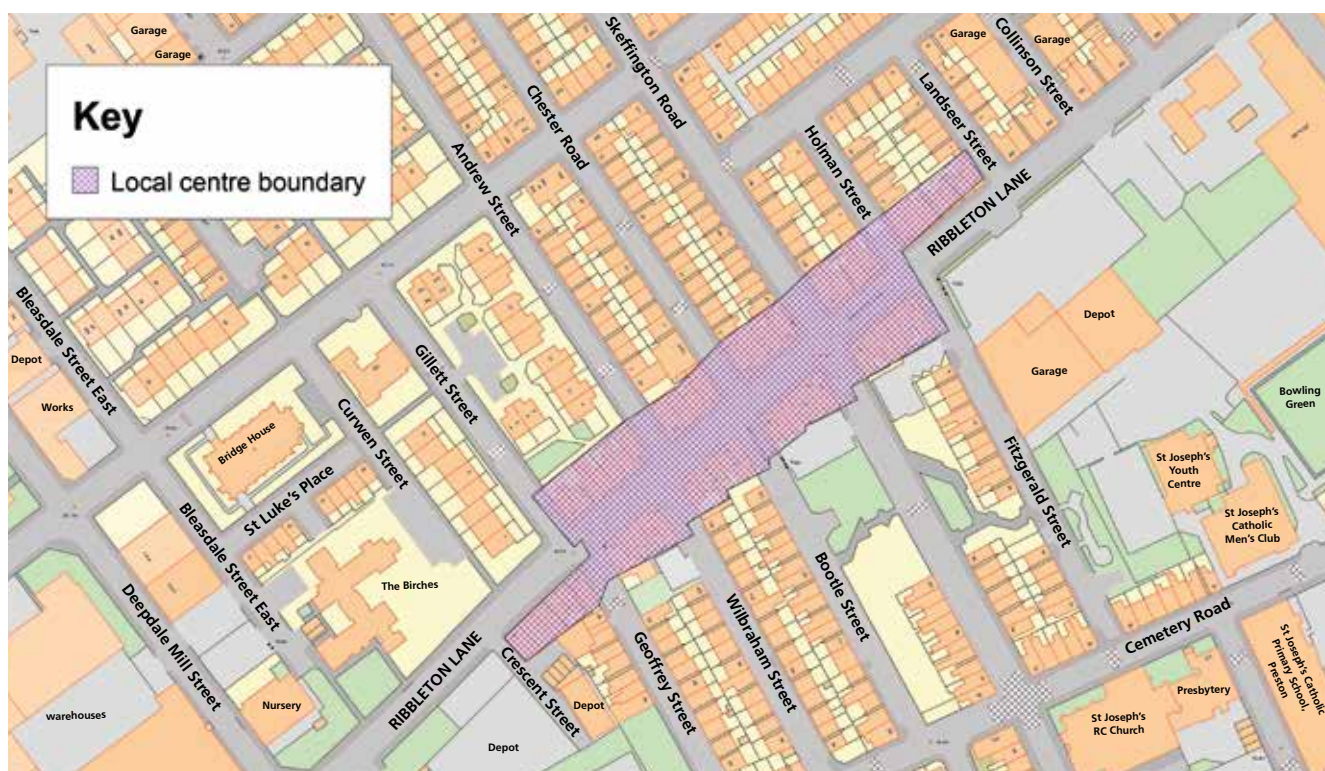 Garage
Garage
Key
Local centre boundary
Skeffington Road
Chester Road
Andrew Street
Garage
Collinson Street
Garage
Landseer Street
Holman Street
RIBBLETON LANE
Bleasdale Street East
Depot
Works
Gillett Street
Curwen Street
Bridge House
St Luke's Place
Bleasdale Street East
The Birches
Deepdale Mill Street
warehouses
Nursery
RIBBLETON LANE
Depot
Crescent Street
Depot
Geoffrey Street
Wilbraham Street
Bootle Street
Fitzgerald Street
Depot
Garage
Bowling
Green
St Joseph's
Youth
Centre
St Joseph's
Catholic
Men's Club
Cemetery Road
Presbytery
St Joseph's
RC Church
St Joseph's Catholic
Primary School,
Preston